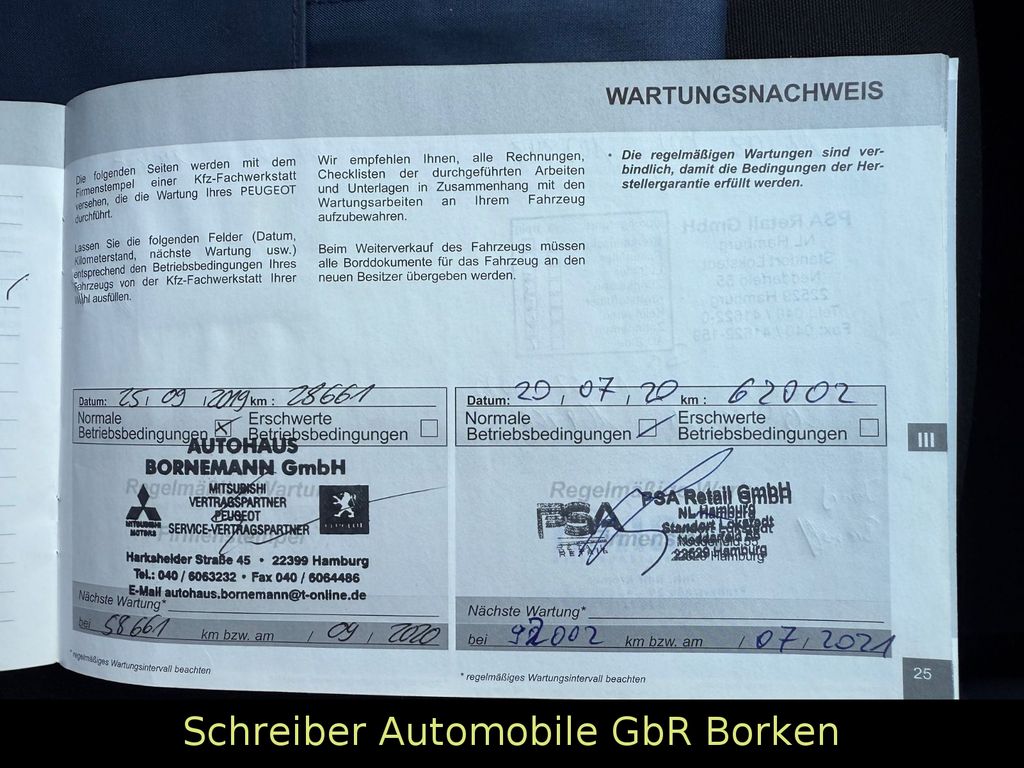 WARTUNGSNACHWEIS
Die folgenden Seiten werden mit dem
Firmenstempel einer Kfz-Fachwerkstatt
versehen, die die Wartung Ihres PEUGEOT
durchführt.
Lassen Sie die folgenden Felder (Datum,
Kilometerstand, nächste Wartung usw.)
entsprechend den Betriebsbedingungen Ihres
Fahrzeugs von der Kfz-Fachwerkstatt Ihrer
Wahl ausfüllen.
Wir empfehlen Ihnen, alle Rechnungen,
Checklisten der durchgeführten Arbeiten
und Unterlagen in Zusammenhang mit den
Wartungsarbeiten an Ihrem Fahrzeug
aufzubewahren.
Beim Weiterverkauf des Fahrzeugs müssen
alle Borddokumente für das Fahrzeug an den
neuen Besitzer übergeben werden.
• Die regelmäßigen Wartungen sind ver-
bindlich, damit die Bedingungen der Her-
stellergarantie erfüllt werden.
Datum: 25, 09, 2019 km: 28661
Normale
Betriebsbedingungen
Erschwerte
Betriebsbedingungen
AUTOHAUS
BORNEMANN GmbH
MITSUBISHI
VERTRAGSPARTNER
PEUGEOT
SERVICE-VERTRAGSPARTNER
MITSUBISHI
MOTORS
Harksheider Straße 45 • 22399 Hamburg
Tel.: 040 / 6063232 • Fax 040 / 6064486
E-Mail autohaus.bornemann@t-online.de
Nächste Wartung*
bei 58661 km bzw. am / 09 / 2020
* regelmäßiges Wartungsintervall beachten
Datum: 20, 07, 20 km: 62002
Normale
Betriebsbedingungen
Erschwerte
Betriebsbedingungen
Regelmäßige
PSA
RETAIL
PSA Retail GmbH
NL Hamburg
Standort Lokstedt
Nedderfeld 55
22529 Hamburg
Nächste Wartung*
bei 92002 km bzw. am / 07 / 2021
* regelmäßiges Wartungsintervall beachten
III
25
Schreiber Automobile GbR Borken